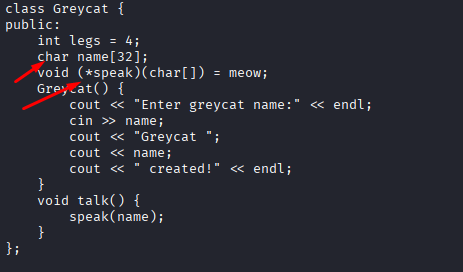 class Greycat {
public:
    int legs = 4;
    char name[32];
    void (*speak)(char[]) = meow;
    Greycat() {
        cout << "Enter greycat name:" << endl;
        cin >> name;
        cout << "Greycat ";
        cout << name;
        cout << " created!" << endl;
    }
    void talk() {
        speak(name);
    }
};